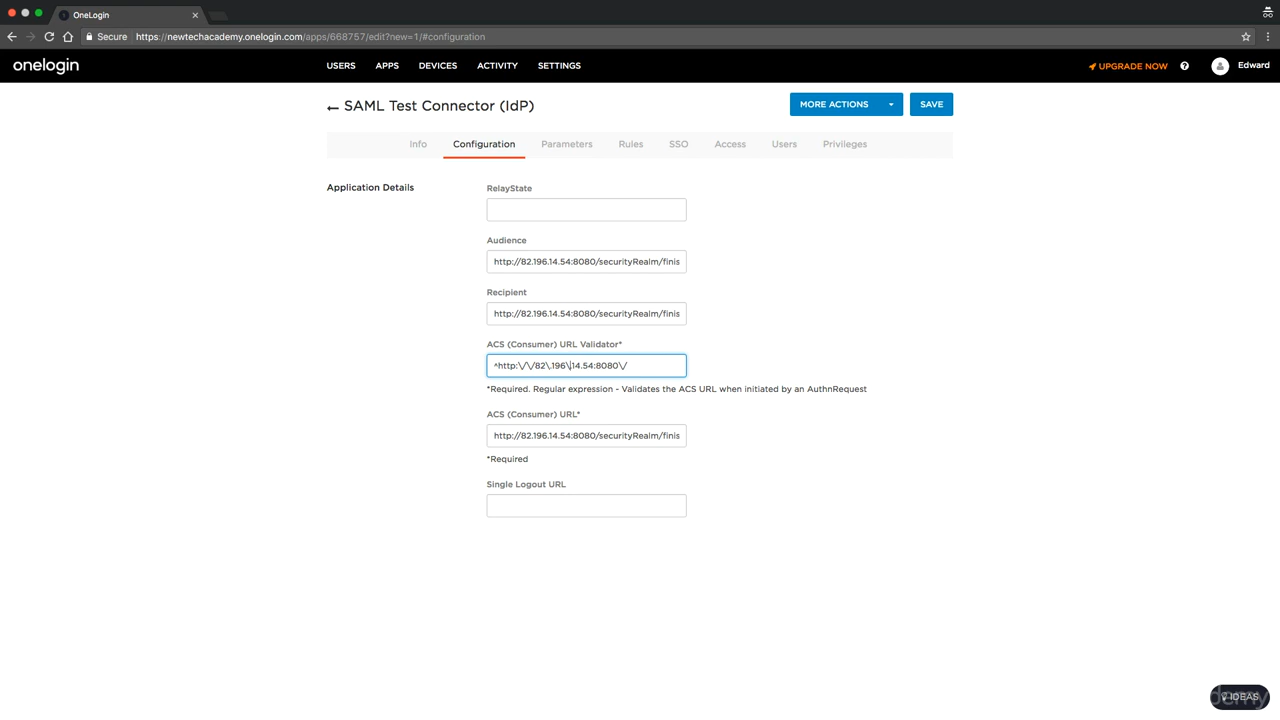 OneLogin
Secure https://newtechacademy.onelogin.com/apps/668757/edit?new=1/#configuration
onelogin USERS APPS DEVICES ACTIVITY SETTINGS UPGRADE NOW ? Edward
← SAML Test Connector (IdP) MORE ACTIONS SAVE
Info Configuration Parameters Rules SSO Access Users Privileges
Application Details
RelayState
Audience
http://82.196.14.54:8080/securityRealm/finis
Recipient
http://82.196.14.54:8080/securityRealm/finis
ACS (Consumer) URL Validator*
^http:\/\/82\.196\.14.54:8080\/
*Required. Regular expression - Validates the ACS URL when initiated by an AuthnRequest
ACS (Consumer) URL*
http://82.196.14.54:8080/securityRealm/finis
*Required
Single Logout URL
IDEAS